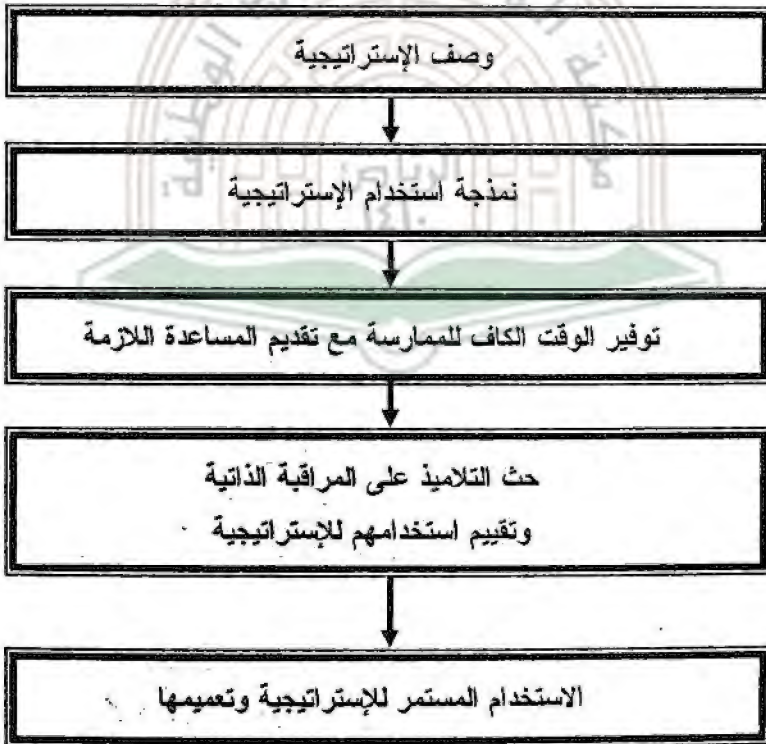 وصف الإستراتيجية
نمذجة استخدام الإستراتيجية
توفير الوقت الكاف للممارسة مع تقديم المساعدة اللازمة
حث التلاميذ على المراقبة الذاتية
وتقييم استخدامهم للإستراتيجية
الاستخدام المستمر للإستراتيجية وتعميمها